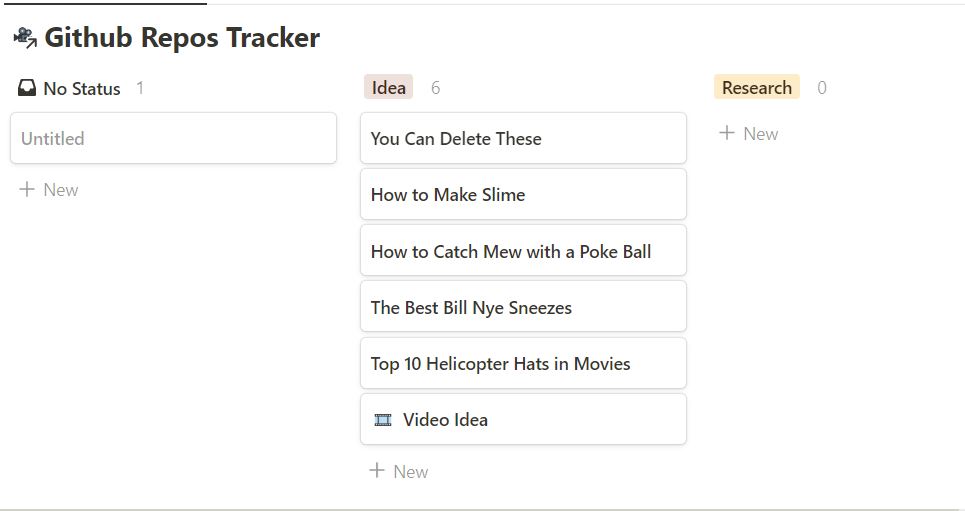 Github Repos Tracker
No Status 1
Untitled
+ New
Idea 6
You Can Delete These
How to Make Slime
How to Catch Mew with a Poke Ball
The Best Bill Nye Sneezes
Top 10 Helicopter Hats in Movies
Video Idea
+ New
Research 0
+ New